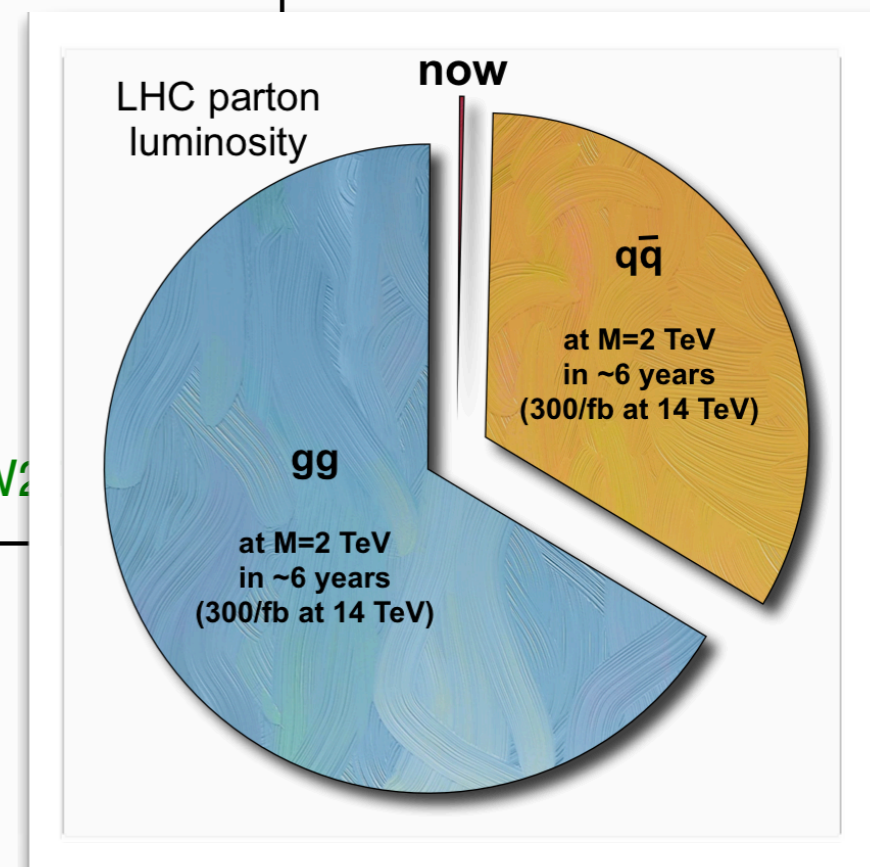 LHC parton
luminosity
now
qq̄
at M=2 TeV
in ~6 years
(300/fb at 14 TeV)
gg
at M=2 TeV
in ~6 years
(300/fb at 14 TeV)